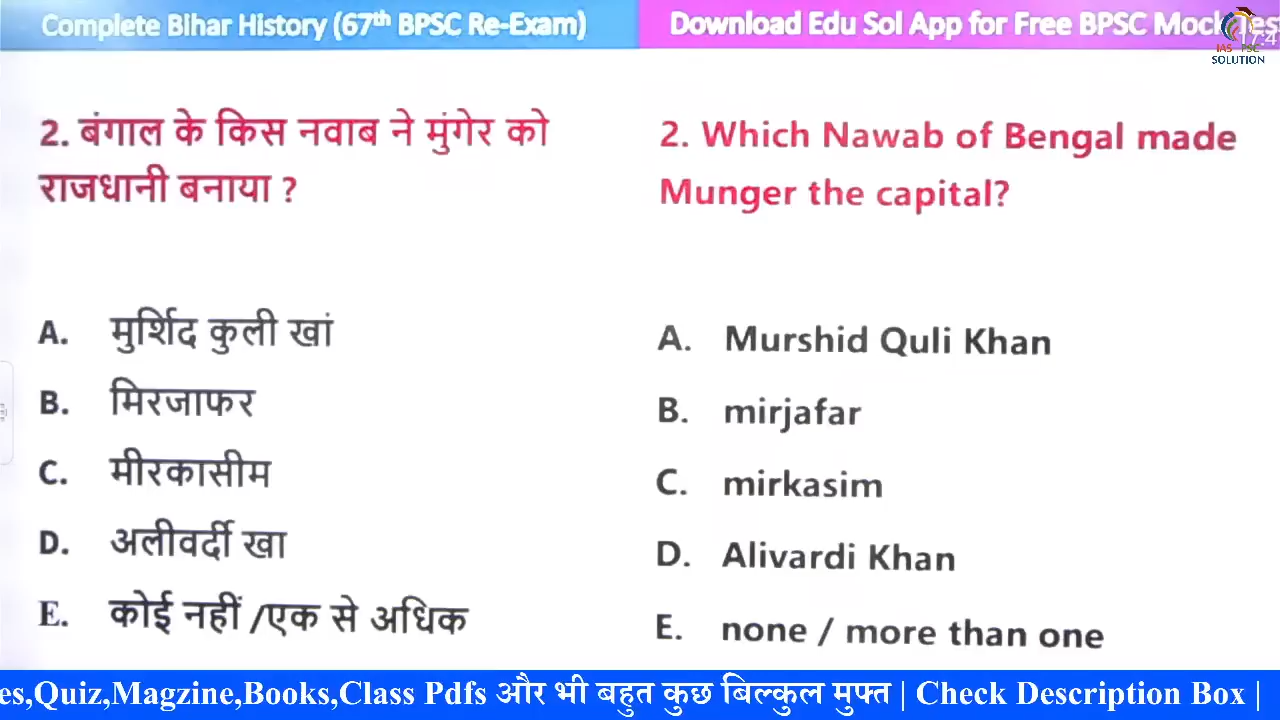 Complete Bihar History (67th BPSC Re-Exam)
Download Edu Sol App for Free BPSC Mock
IAS PSC
SOLUTION
2. बंगाल के किस नवाब ने मुंगेर को
राजधानी बनाया ?
A. मुर्शिद कुली खां
B. मिरजाफर
C. मीरकासीम
D. अलीवर्दी खा
E. कोई नहीं /एक से अधिक
2. Which Nawab of Bengal made
Munger the capital?
A. Murshid Quli Khan
B. mirjafar
C. mirkasim
D. Alivardi Khan
E. none / more than one
es,Quiz,Magzine,Books,Class Pdfs और भी बहुत कुछ बिल्कुल मुफ्त | Check Description Box |